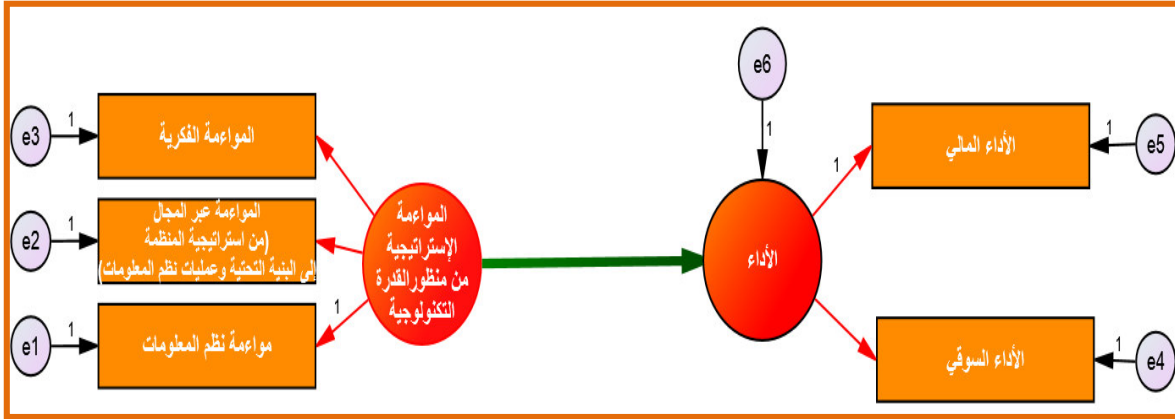 e6
1
e3
1
المواءمة الفكرية
e2
1
المواءمة عبر المجال
(من استراتيجية المنظمة
إلى البنية التحتية وعمليات نظم المعلومات)
e1
1
مواءمة نظم المعلومات
1
المواءمة
الإستراتيجية
من منظورالقدرة
التكنولوجية
الأداء
1
الأداء المالي
1
e5
الأداء السوقي
1
e4